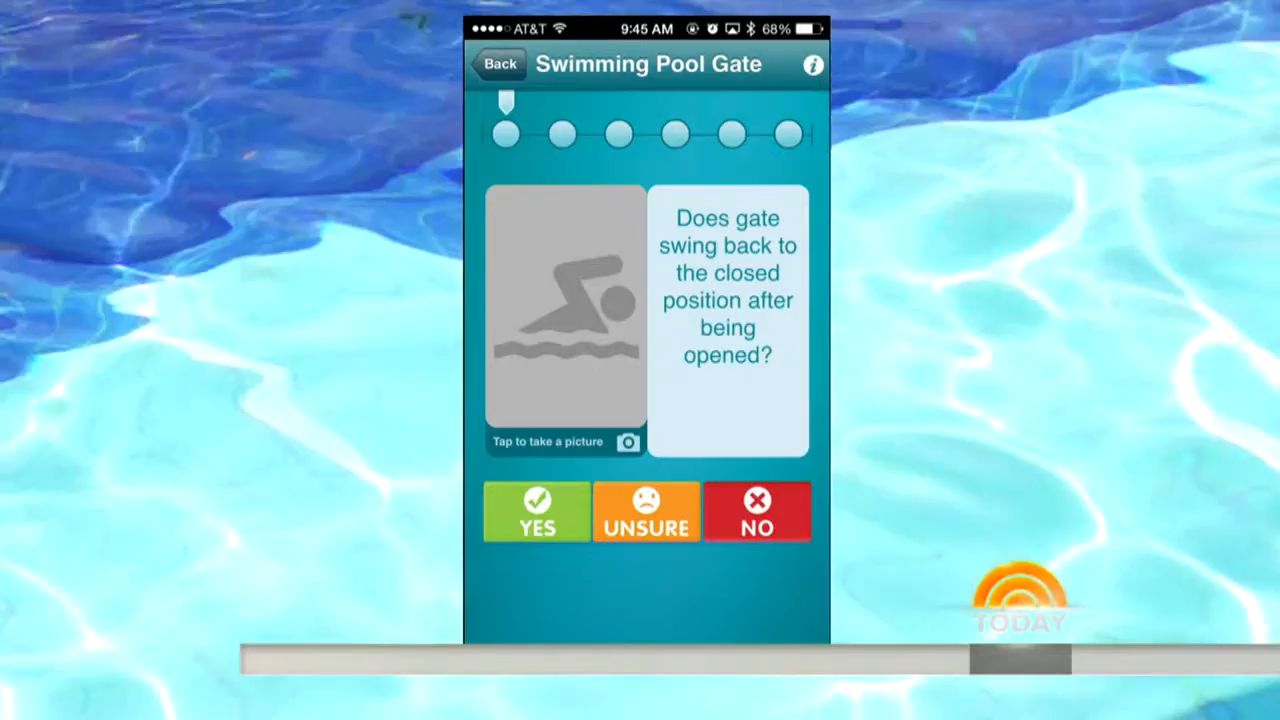 AT&T 9:45 AM 68%
Back Swimming Pool Gate i
Does gate
swing back to
the closed
position after
being
opened?
Tap to take a picture
YES UNSURE NO
TODAY